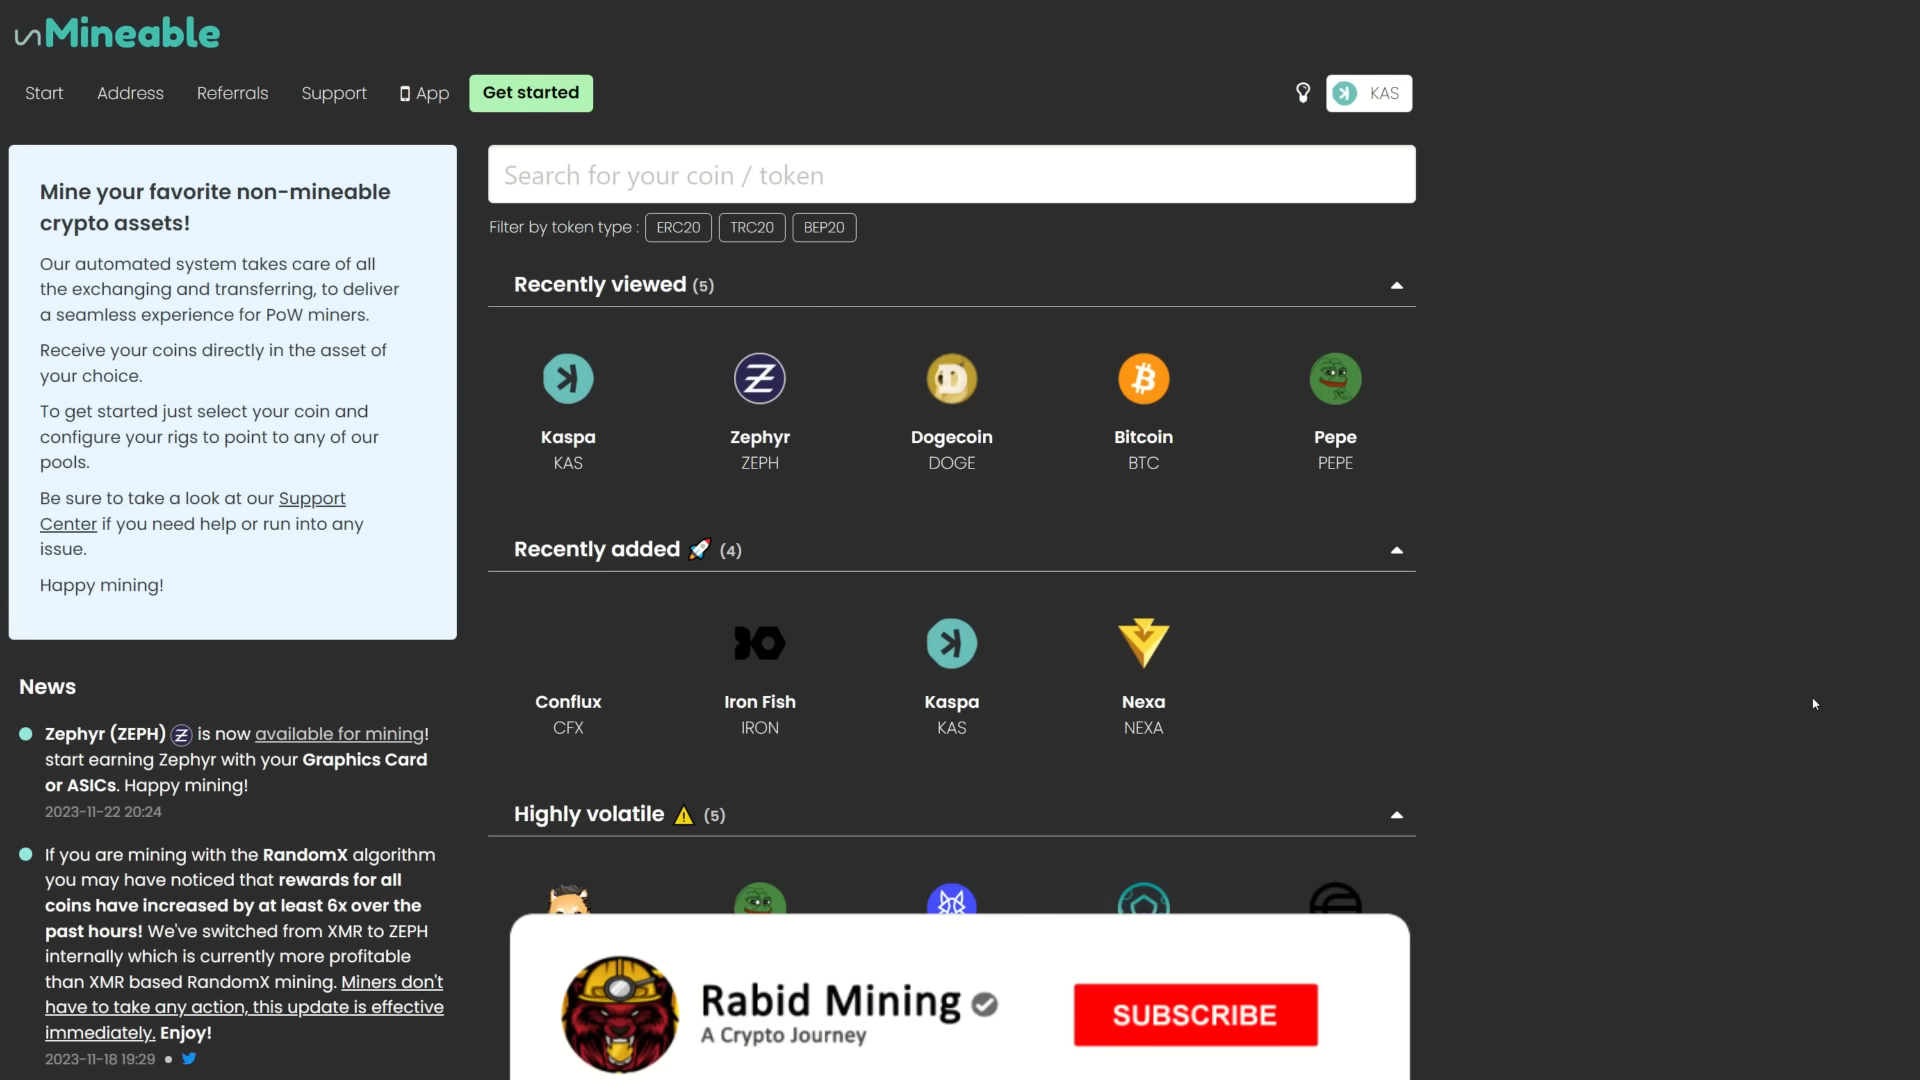 unMineable
Start
Address
Referrals
Support
App
Get started
KAS
Mine your favorite non-mineable
crypto assets!
Our automated system takes care of all
the exchanging and transferring, to deliver
a seamless experience for PoW miners.
Receive your coins directly in the asset of
your choice.
To get started just select your coin and
configure your rigs to point to any of our
pools.
Be sure to take a look at our Support
Center if you need help or run into any
issue.
Happy mining!
News
Zephyr (ZEPH) is now available for mining!
start earning Zephyr with your Graphics Card
or ASICs. Happy mining!
2023-11-22 20:24
If you are mining with the RandomX algorithm
you may have noticed that rewards for all
coins have increased by at least 6x over the
past hours! We've switched from XMR to ZEPH
internally which is currently more profitable
than XMR based RandomX mining. Miners don't
have to take any action, this update is effective
immediately. Enjoy!
2023-11-18 19:29
Search for your coin / token
Filter by token type : ERC20 TRC20 BEP20
Recently viewed (5)
Kaspa
KAS
Zephyr
ZEPH
Dogecoin
DOGE
Bitcoin
BTC
Pepe
PEPE
Recently added 🚀 (4)
Conflux
CFX
Iron Fish
IRON
Kaspa
KAS
Nexa
NEXA
Highly volatile ⚠ (5)
Rabid Mining
A Crypto Journey
SUBSCRIBE